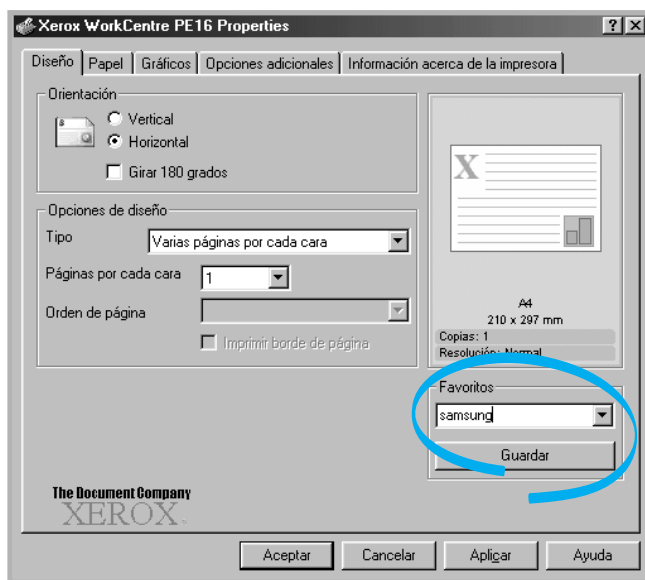 Xerox WorkCentre PE16 Properties
Diseño Papel Gráficos Opciones adicionales Información acerca de la impresora
Orientación
Vertical
Horizontal
Girar 180 grados
Opciones de diseño
Tipo Varias páginas por cada cara
Páginas por cada cara 1
Orden de página
Imprimir borde de página
X
A4
210 x 297 mm
Copias: 1
Resolución: Normal
Favoritos
samsung
Guardar
The Document Company
XEROX
Aceptar Cancelar Aplicar Ayuda